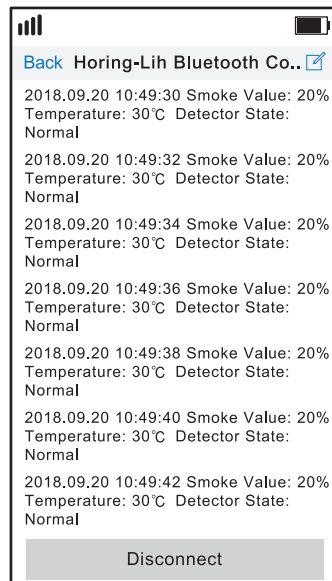 Back Horing-Lih Bluetooth Co..
2018.09.20 10:49:30 Smoke Value: 20%
Temperature: 30℃ Detector State:
Normal
2018.09.20 10:49:32 Smoke Value: 20%
Temperature: 30℃ Detector State:
Normal
2018.09.20 10:49:34 Smoke Value: 20%
Temperature: 30℃ Detector State:
Normal
2018.09.20 10:49:36 Smoke Value: 20%
Temperature: 30℃ Detector State:
Normal
2018.09.20 10:49:38 Smoke Value: 20%
Temperature: 30℃ Detector State:
Normal
2018.09.20 10:49:40 Smoke Value: 20%
Temperature: 30℃ Detector State:
Normal
2018.09.20 10:49:42 Smoke Value: 20%
Temperature: 30℃ Detector State:
Normal
Disconnect